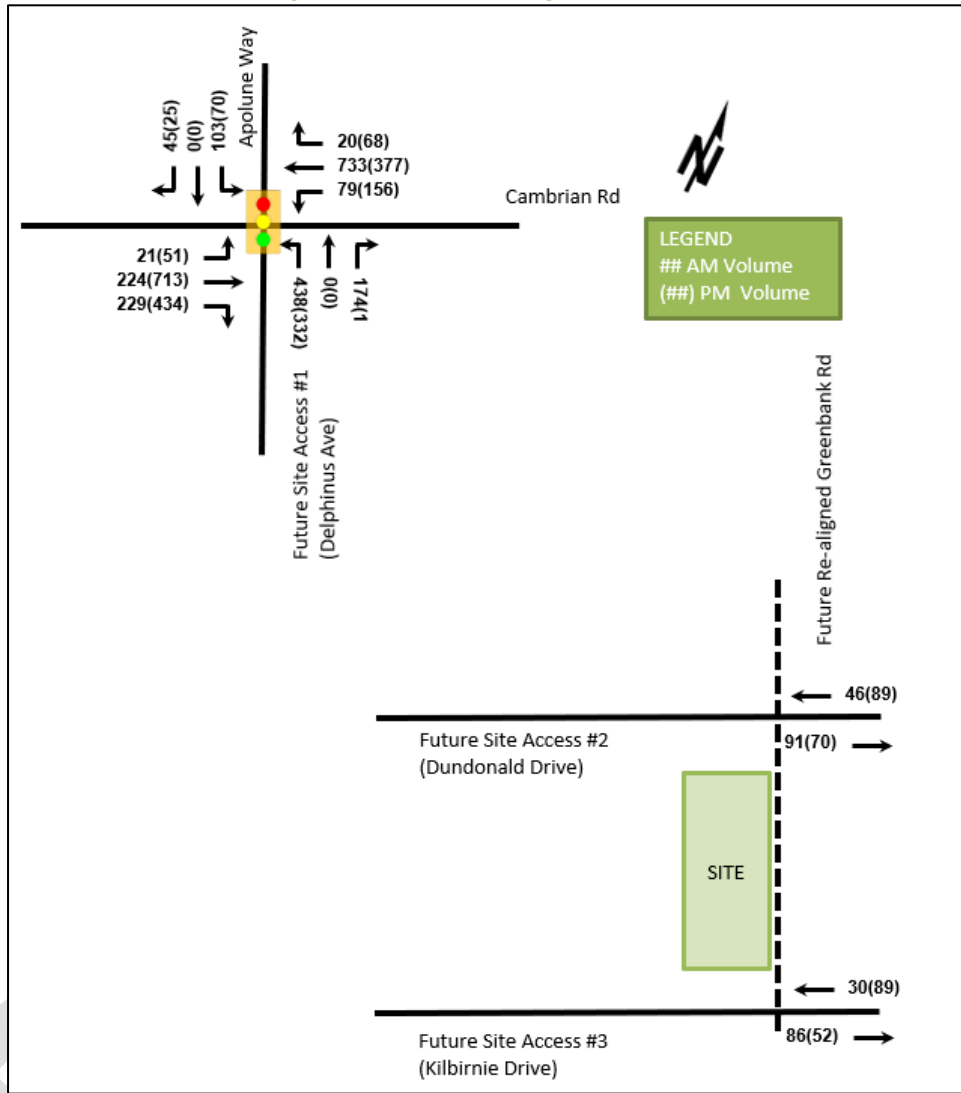 Apolune Way
45(25)
0(0)
103(70)
20(68)
733(377)
79(156)
Cambrian Rd
21(51)
224(713)
229(434)
438(332)
0(0)
174(1
LEGEND
## AM Volume
(##) PM Volume
Future Site Access #1
(Delphinus Ave)
Future Re-aligned Greenbank Rd
46(89)
Future Site Access #2
(Dundonald Drive)
91(70)
SITE
30(89)
Future Site Access #3
(Kilbirnie Drive)
86(52)